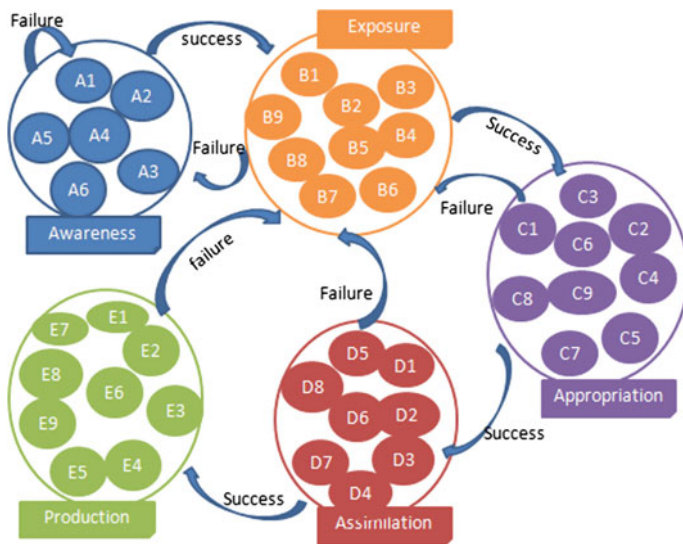 Failure
success
Exposure
A1
A2
A5
A4
A3
A6
Awareness
Failure
B1
B3
B2
B9
B4
B5
B8
B7
B6
Success
Failure
C3
C1
C2
C6
C4
C8
C9
C5
C7
Appropriation
failure
Failure
Success
E7
E1
E2
E8
E6
E3
E9
E5
E4
Production
Success
D5
D1
D8
D6
D2
D7
D3
D4
Assimilation